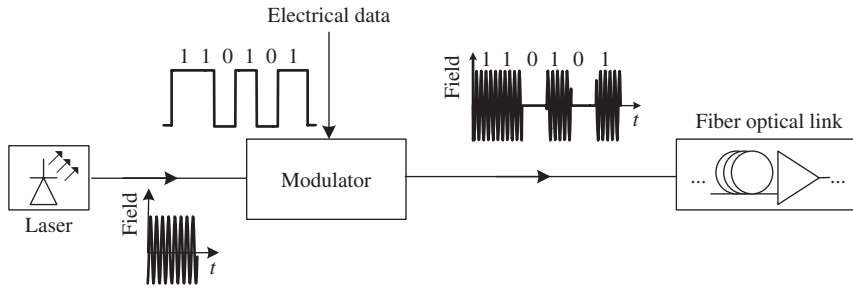 Electrical data
1 1 0 1 0 1
1 1 0 1 0 1
Field
t
Fiber optical link
Modulator
... ...
Laser
Field
t